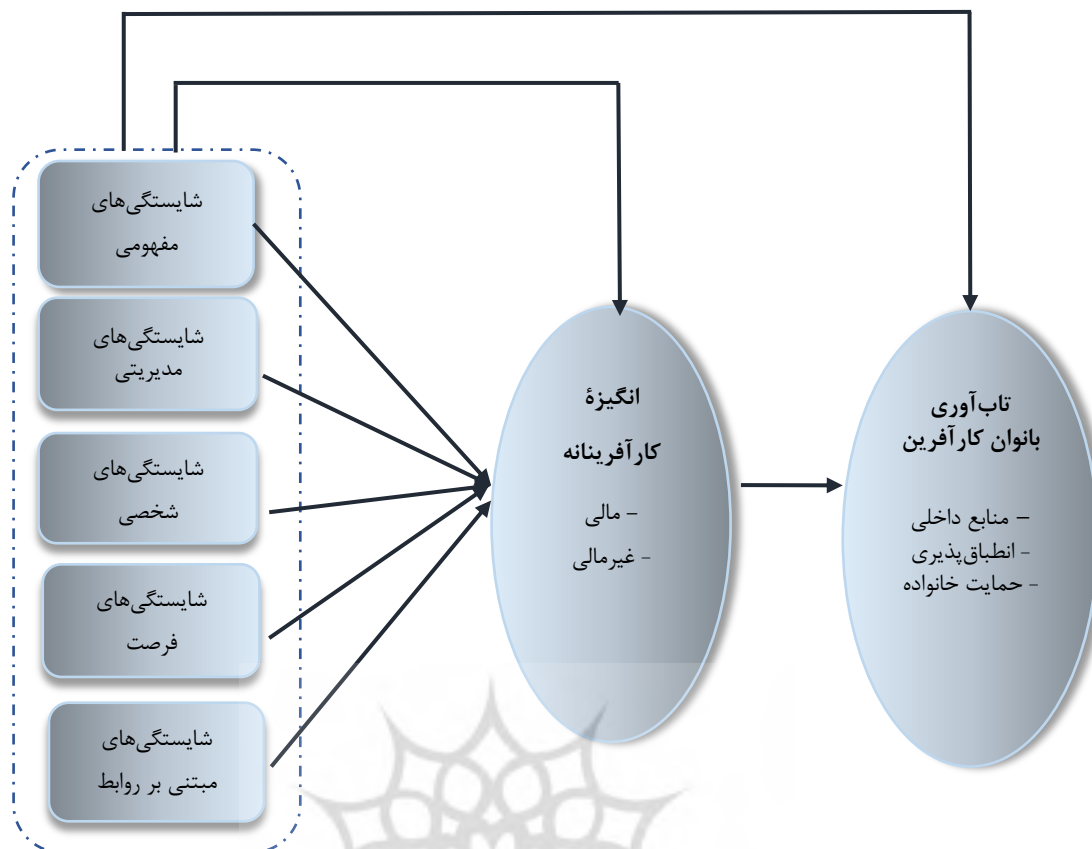 شایستگی‌های
مفهومی
شایستگی‌های
مدیریتی
شایستگی‌های
شخصی
شایستگی‌های
فرصت
شایستگی‌های
مبتنی بر روابط
انگیزۀ
کارآفرینانه
– مالی
- غیرمالی
تاب‌آوری
بانوان کارآفرین
– منابع داخلی
- انطباق‌پذیری
- حمایت خانواده